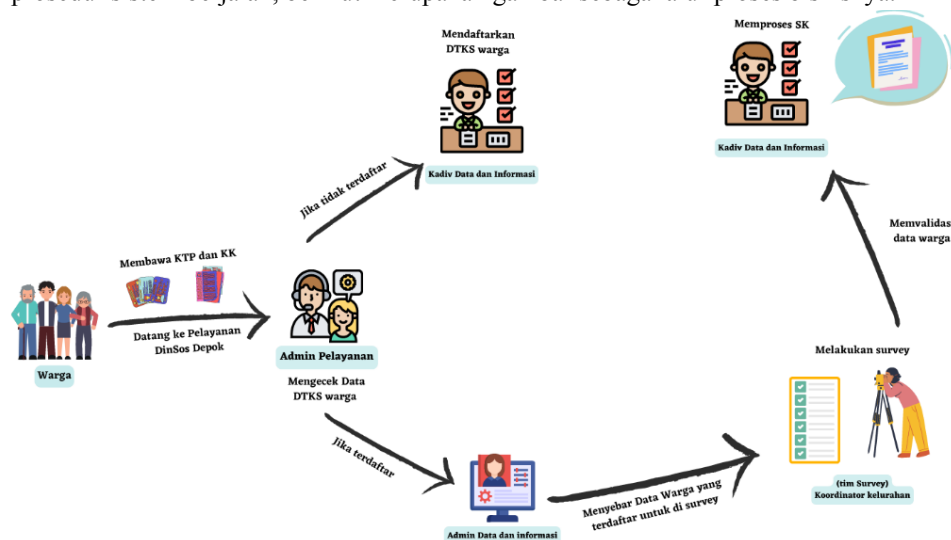 Mendaftarkan
DTKS warga
Kadiv Data dan Informasi
Memproses SK
Kadiv Data dan Informasi
Jika tidak terdaftar
Membawa KTP dan KK
Datang ke Pelayanan
DinSos Depok
Warga
Admin Pelayanan
Mengecek Data
DTKS warga
Jika terdaftar
Admin Data dan informasi
Menyebar Data Warga yang
terdaftar untuk di survey
Melakukan survey
(tim Survey)
Koordinator kelurahan
Memvalidas
data warga